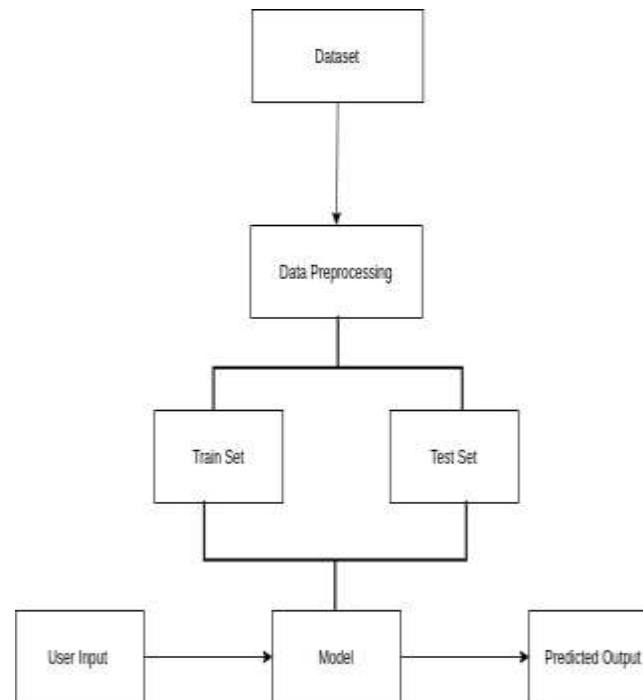 Dataset
Data Preprocessing
Train Set
Test Set
User Input
Model
Predicted Output